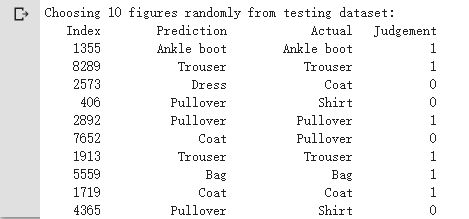 Choosing 10 figures randomly from testing dataset:
Index Prediction Actual Judgement
1355 Ankle boot Ankle boot 1
8289 Trouser Trouser 1
2573 Dress Coat 0
406 Pullover Shirt 0
2892 Pullover Pullover 1
7652 Coat Pullover 0
1913 Trouser Trouser 1
5559 Bag Bag 1
1719 Coat Coat 1
4365 Pullover Shirt 0